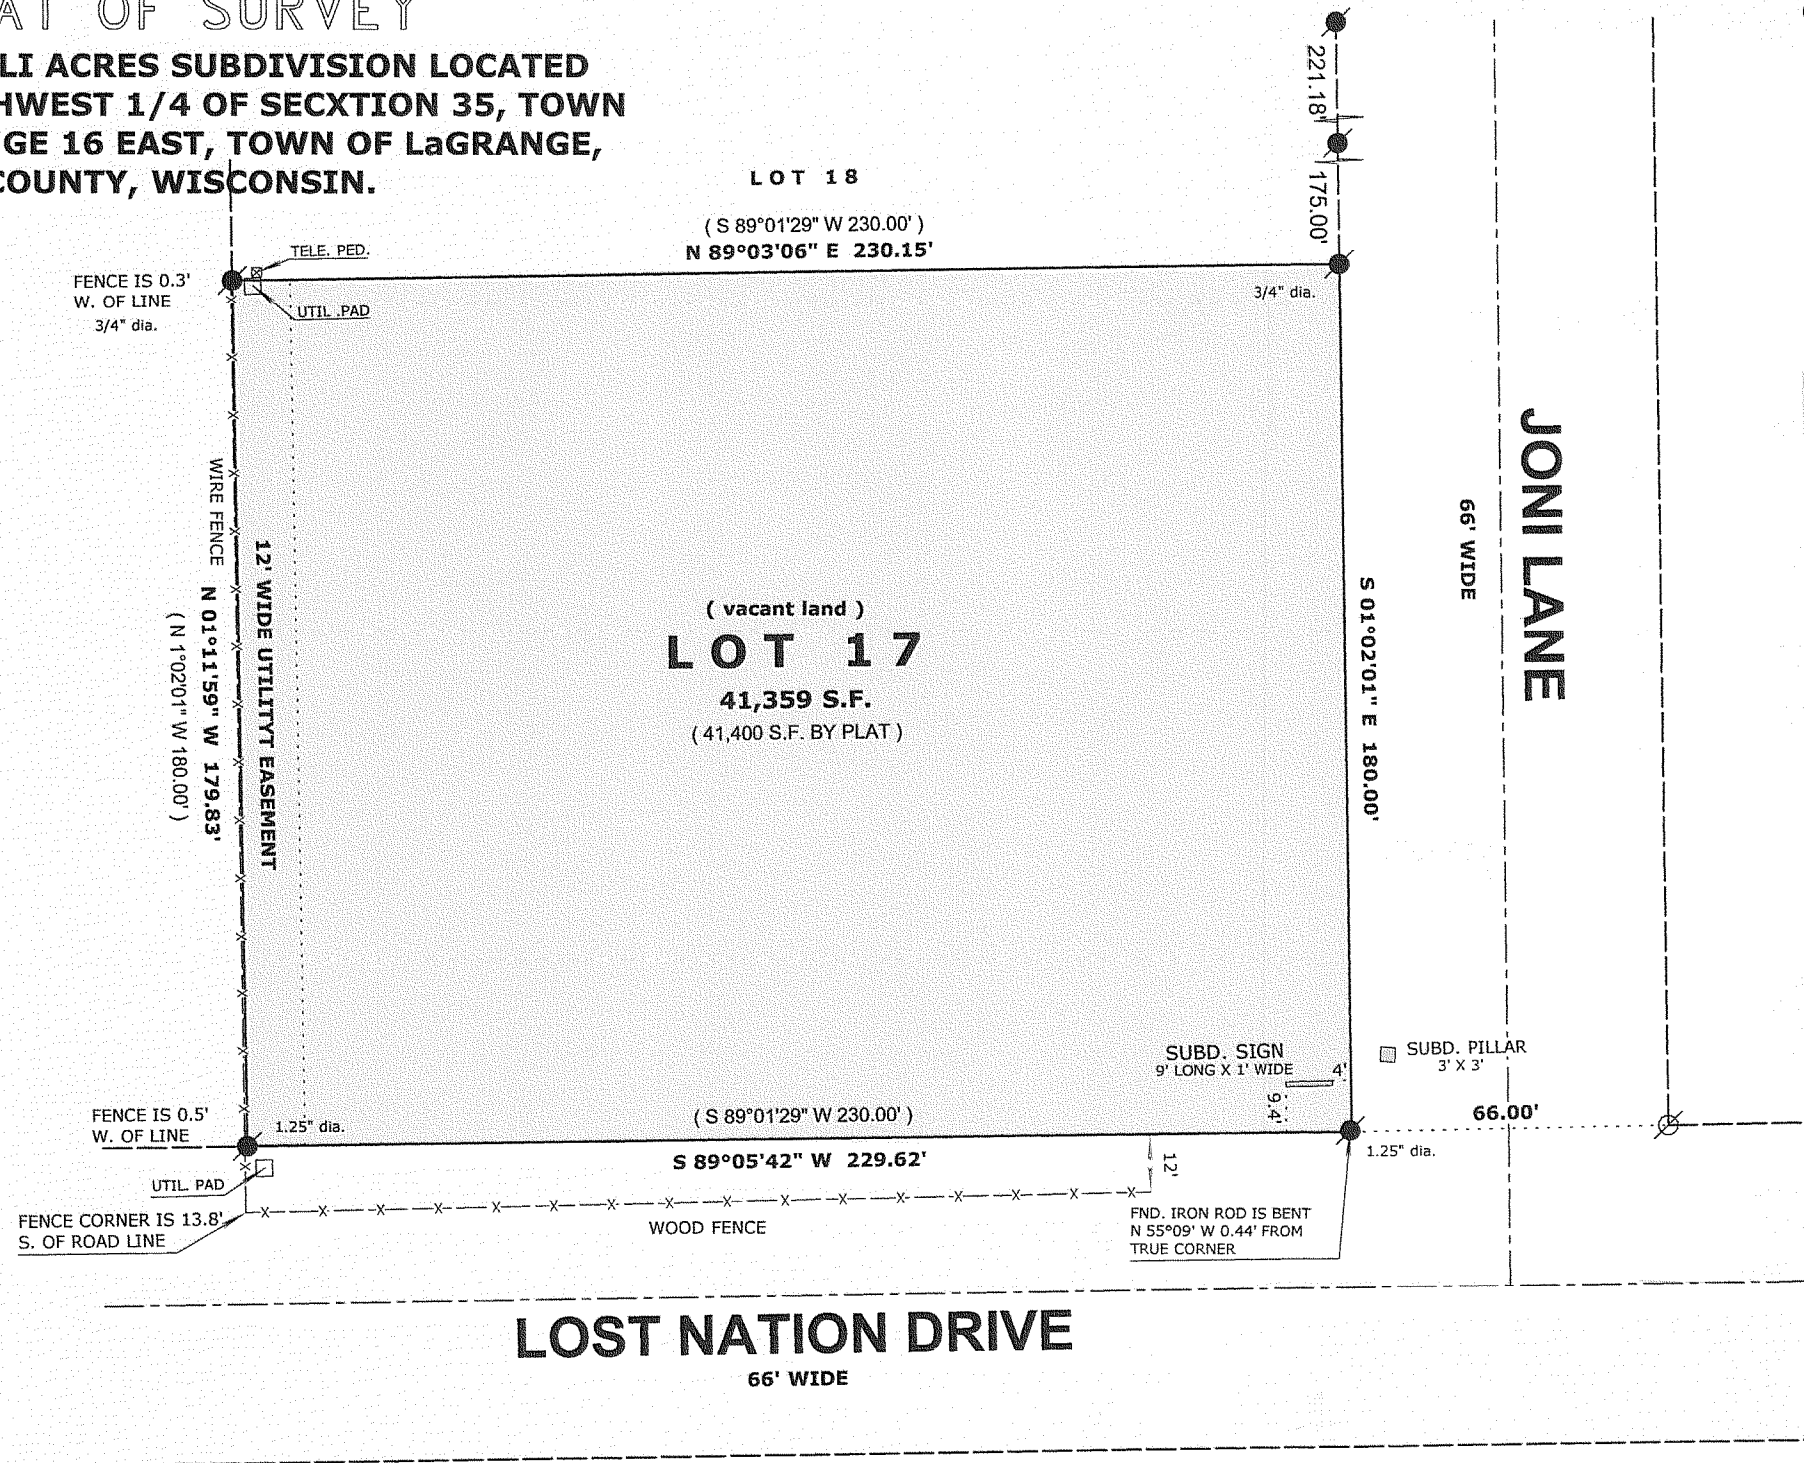 AT OF SURVEY
LI ACRES SUBDIVISION LOCATED
HWEST 1/4 OF SECXTION 35, TOWN
GE 16 EAST, TOWN OF LaGRANGE,
COUNTY, WISCONSIN.
221.18'
175.00'
LOT 18
( S 89°01'29" W 230.00' )
N 89°03'06" E 230.15'
TELE. PED.
FENCE IS 0.3'
W. OF LINE
3/4" dia.
UTIL .PAD
3/4" dia.
WIRE FENCE
N 01°11'59" W 179.83'
( N 1°02'01" W 180.00' )
12' WIDE UTILITYT EASEMENT
( vacant land )
LOT 17
41,359 S.F.
( 41,400 S.F. BY PLAT )
S 01°02'01" E 180.00'
66' WIDE
JONI LANE
SUBD. SIGN
9' LONG X 1' WIDE
4'
9.4'
SUBD. PILLAR
3' X 3'
66.00'
FENCE IS 0.5'
W. OF LINE
1.25" dia.
( S 89°01'29" W 230.00' )
S 89°05'42" W 229.62'
12'
1.25" dia.
UTIL. PAD
FENCE CORNER IS 13.8'
S. OF ROAD LINE
WOOD FENCE
FND. IRON ROD IS BENT
N 55°09' W 0.44' FROM
TRUE CORNER
LOST NATION DRIVE
66' WIDE